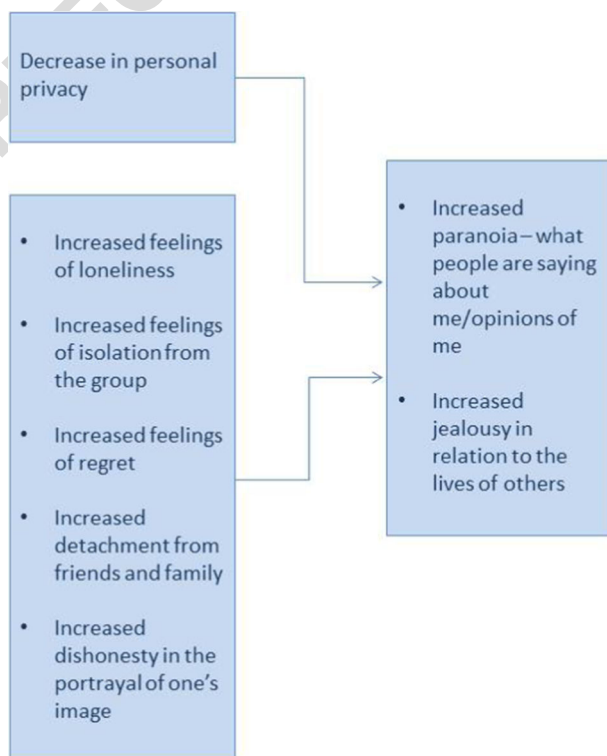 Decrease in personal
privacy
• Increased feelings
of loneliness
• Increased feelings
of isolation from
the group
• Increased feelings
of regret
• Increased
detachment from
friends and family
• Increased
dishonesty in the
portrayal of one's
image
• Increased
paranoia – what
people are saying
about
me/opinions of
me
• Increased
jealousy in
relation to the
lives of others